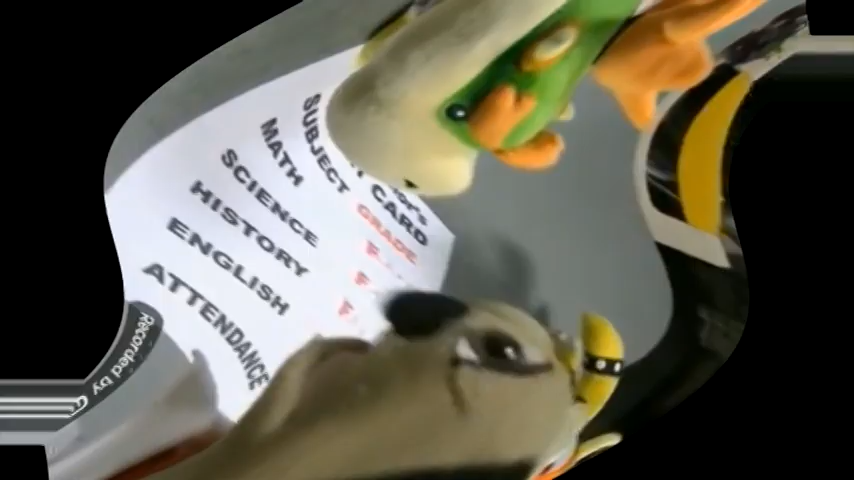 CARD
SUBJECT GRADE
MATH F
SCIENCE F
HISTORY F
ENGLISH
ATTENDANCE
Recorded by